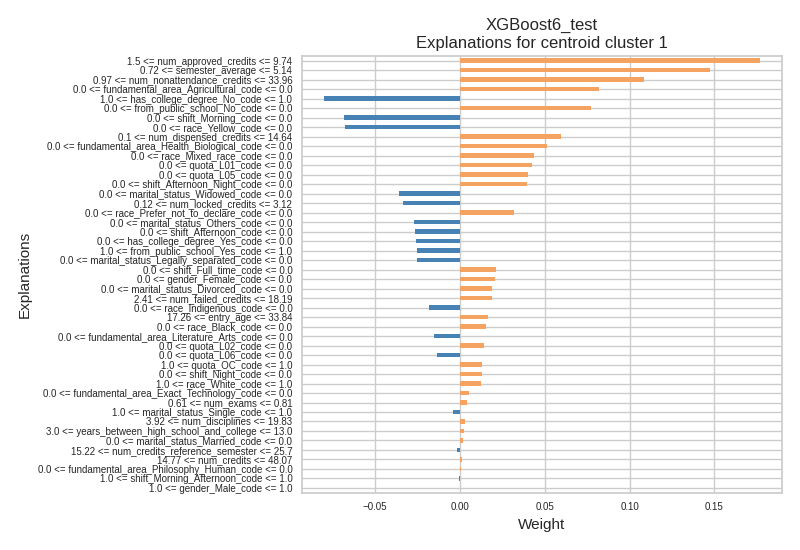 XGBoost6_test
Explanations for centroid cluster 1
1.5 <= num_approved_credits <= 9.74
0.72 <= semester_average <= 5.14
0.97 <= num_nonattendance_credits <= 33.96
0.0 <= fundamental_area_Agricultural_code <= 0.0
1.0 <= has_college_degree_No_code <= 1.0
0.0 <= from_public_school_No_code <= 0.0
0.0 <= shift_Morning_code <= 0.0
0.0 <= race_Yellow_code <= 0.0
0.1 <= num_dispensed_credits <= 14.64
0.0 <= fundamental_area_Health_Biological_code <= 0.0
0.0 <= race_Mixed_race_code <= 0.0
0.0 <= quota_L01_code <= 0.0
0.0 <= quota_L05_code <= 0.0
0.0 <= shift_Afternoon_Night_code <= 0.0
0.0 <= marital_status_Widowed_code <= 0.0
0.12 <= num_locked_credits <= 3.12
0.0 <= race_Prefer_not_to_declare_code <= 0.0
0.0 <= marital_status_Others_code <= 0.0
0.0 <= shift_Afternoon_code <= 0.0
0.0 <= has_college_degree_Yes_code <= 0.0
1.0 <= from_public_school_Yes_code <= 1.0
0.0 <= marital_status_Legally_separated_code <= 0.0
0.0 <= shift_Full_time_code <= 0.0
0.0 <= gender_Female_code <= 0.0
0.0 <= marital_status_Divorced_code <= 0.0
2.41 <= num_failed_credits <= 18.19
0.0 <= race_Indigenous_code <= 0.0
17.26 <= entry_age <= 33.84
0.0 <= race_Black_code <= 0.0
0.0 <= fundamental_area_Literature_Arts_code <= 0.0
0.0 <= quota_L02_code <= 0.0
0.0 <= quota_L06_code <= 0.0
1.0 <= quota_OC_code <= 1.0
0.0 <= shift_Night_code <= 0.0
1.0 <= race_White_code <= 1.0
0.0 <= fundamental_area_Exact_Technology_code <= 0.0
0.61 <= num_exams <= 0.81
1.0 <= marital_status_Single_code <= 1.0
3.92 <= num_disciplines <= 19.83
3.0 <= years_between_high_school_and_college <= 13.0
0.0 <= marital_status_Married_code <= 0.0
15.22 <= num_credits_reference_semester <= 25.7
14.77 <= num_credits <= 48.07
0.0 <= fundamental_area_Philosophy_Human_code <= 0.0
1.0 <= shift_Morning_Afternoon_code <= 1.0
1.0 <= gender_Male_code <= 1.0
Explanations
−0.05 0.00 0.05 0.10 0.15
Weight